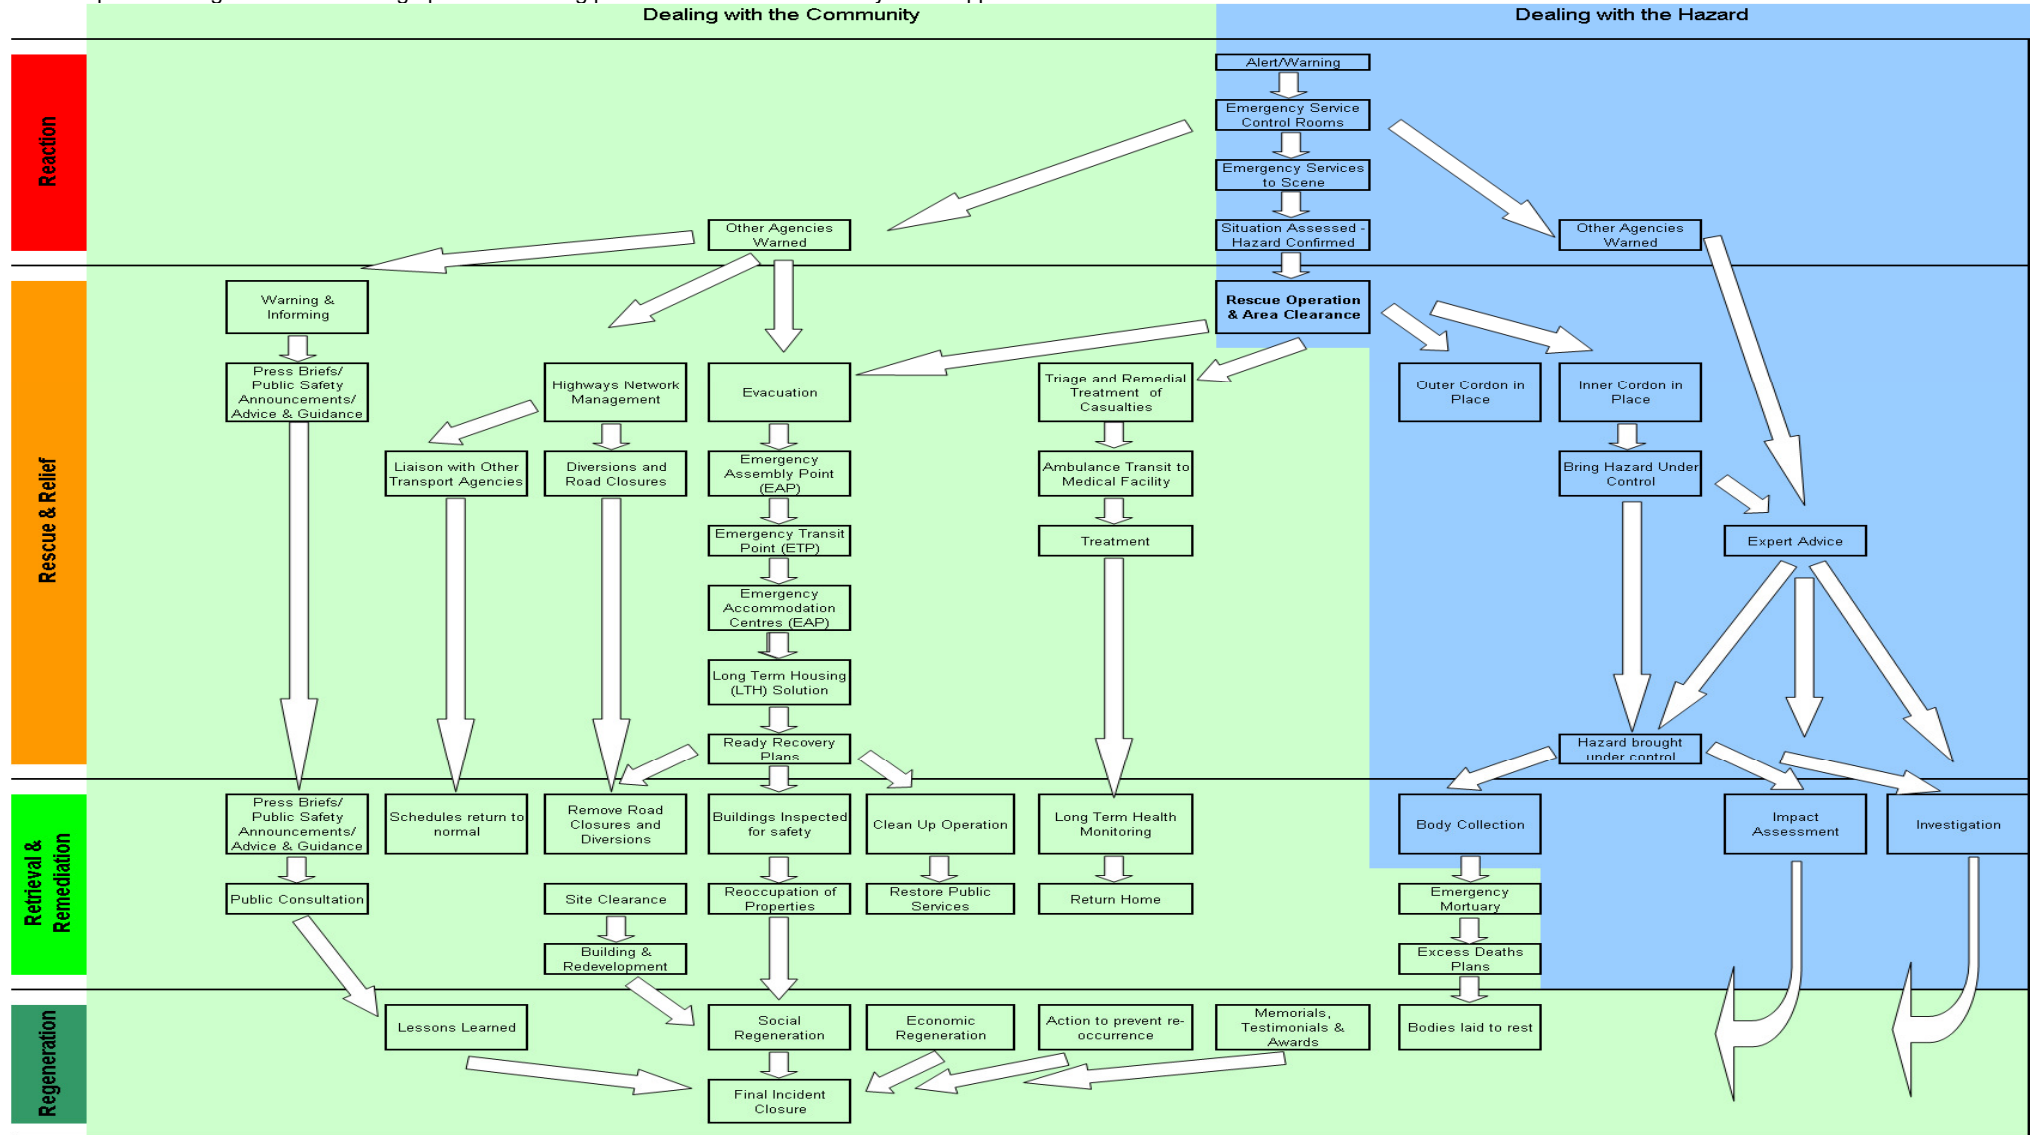 Dealing with the Community
Dealing with the Hazard
Reaction
Alert/Warning
Emergency Service
Control Rooms
Emergency Services
to Scene
Other Agencies
Warned
Situation Assessed -
Hazard Confirmed
Other Agencies
Warned
Rescue & Relief
Warning &
Informing
Rescue Operation
& Area Clearance
Press Briefs/
Public Safety
Announcements/
Advice & Guidance
Highways Network
Management
Evacuation
Triage and Remedial
Treatment of
Casualties
Outer Cordon in
Place
Inner Cordon in
Place
Liaison with Other
Transport Agencies
Diversions and
Road Closures
Emergency
Assembly Point
(EAP)
Ambulance Transit to
Medical Facility
Bring Hazard Under
Control
Emergency Transit
Point (ETP)
Treatment
Expert Advice
Emergency
Accommodation
Centres (EAP)
Long Term Housing
(LTH) Solution
Ready Recovery
Plans
Hazard brought
under control
Retrieval &
Remediation
Press Briefs/
Public Safety
Announcements/
Advice & Guidance
Schedules return to
normal
Remove Road
Closures and
Diversions
Buildings Inspected
for safety
Clean Up Operation
Long Term Health
Monitoring
Body Collection
Impact
Assessment
Investigation
Public Consultation
Site Clearance
Reoccupation of
Properties
Restore Public
Services
Return Home
Emergency
Mortuary
Building &
Redevelopment
Excess Deaths
Plans
Regeneration
Lessons Learned
Social
Regeneration
Economic
Regeneration
Action to prevent re-
occurrence
Memorials,
Testimonials &
Awards
Bodies laid to rest
Final Incident
Closure